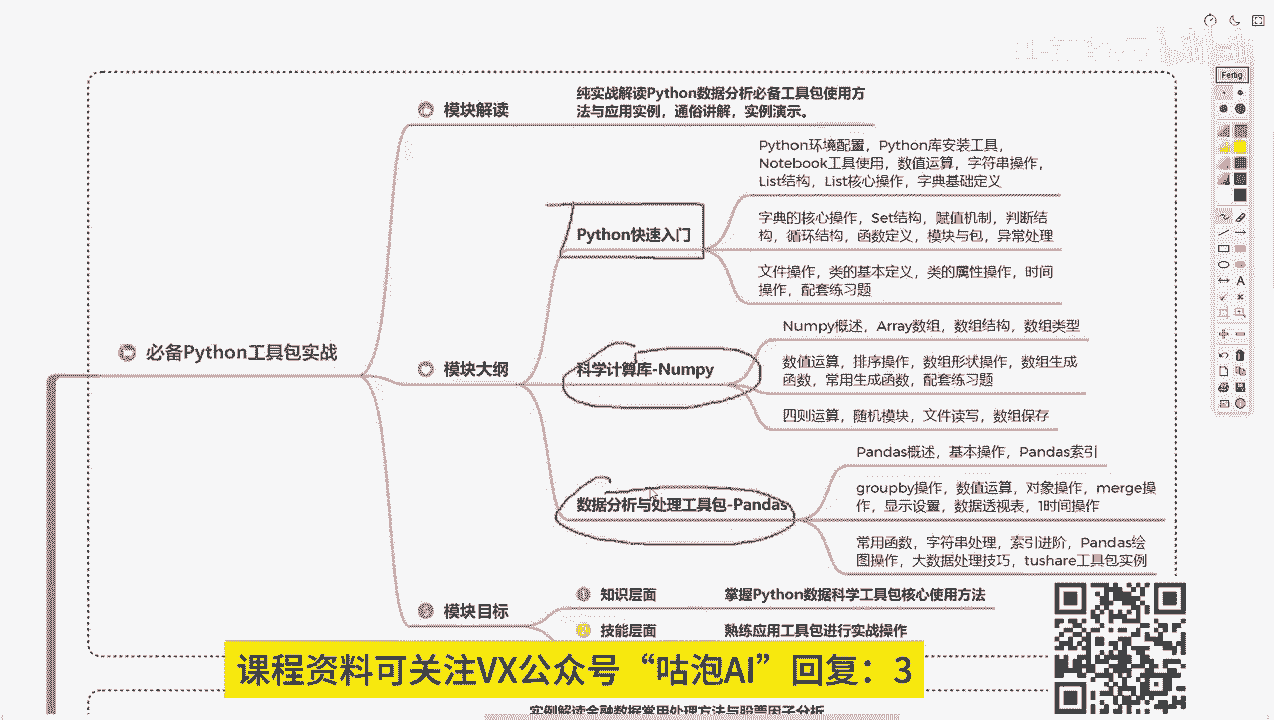 Fertig
模块解读
纯实战解读Python数据分析必备工具包使用方
法与应用实例，通俗讲解，实例演示。
Python环境配置，Python库安装工具，
Notebook工具使用，数值运算，字符串操作，
List结构，List核心操作，字典基础定义
Python快速入门
字典的核心操作，Set结构，赋值机制，判断结
构，循环结构，函数定义，模块与包，异常处理
文件操作，类的基本定义，类的属性操作，时间
操作，配套练习题
必备Python工具包实战
模块大纲
科学计算库-Numpy
Numpy概述，Array数组，数组结构，数组类型
数值运算，排序操作，数组形状操作，数组生成
函数，常用生成函数，配套练习题
四则运算，随机模块，文件读写，数组保存
数据分析与处理工具包-Pandas
Pandas概述，基本操作，Pandas索引
groupby操作，数值运算，对象操作，merge操
作，显示设置，数据透视表，1时间操作
常用函数，字符串处理，索引进阶，Pandas绘
图操作，大数据处理技巧，tushare工具包实例
模块目标
知识层面
掌握Python数据科学工具包核心使用方法
技能层面
熟练应用工具包进行实战操作
课程资料可关注VX公众号“咕泡AI”回复：3
实例解读金融数据常用处理方法与股票因子分析